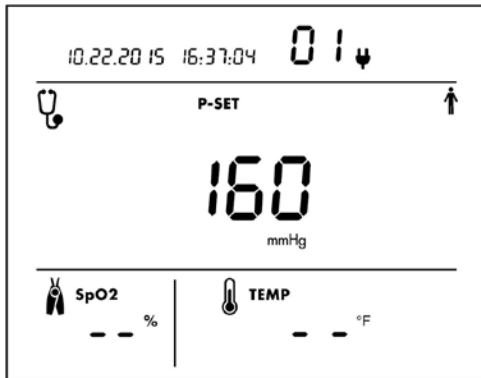 10.22.2015 16:37:04 01
P-SET
160
mmHg
SpO2 TEMP
-- % -- °F